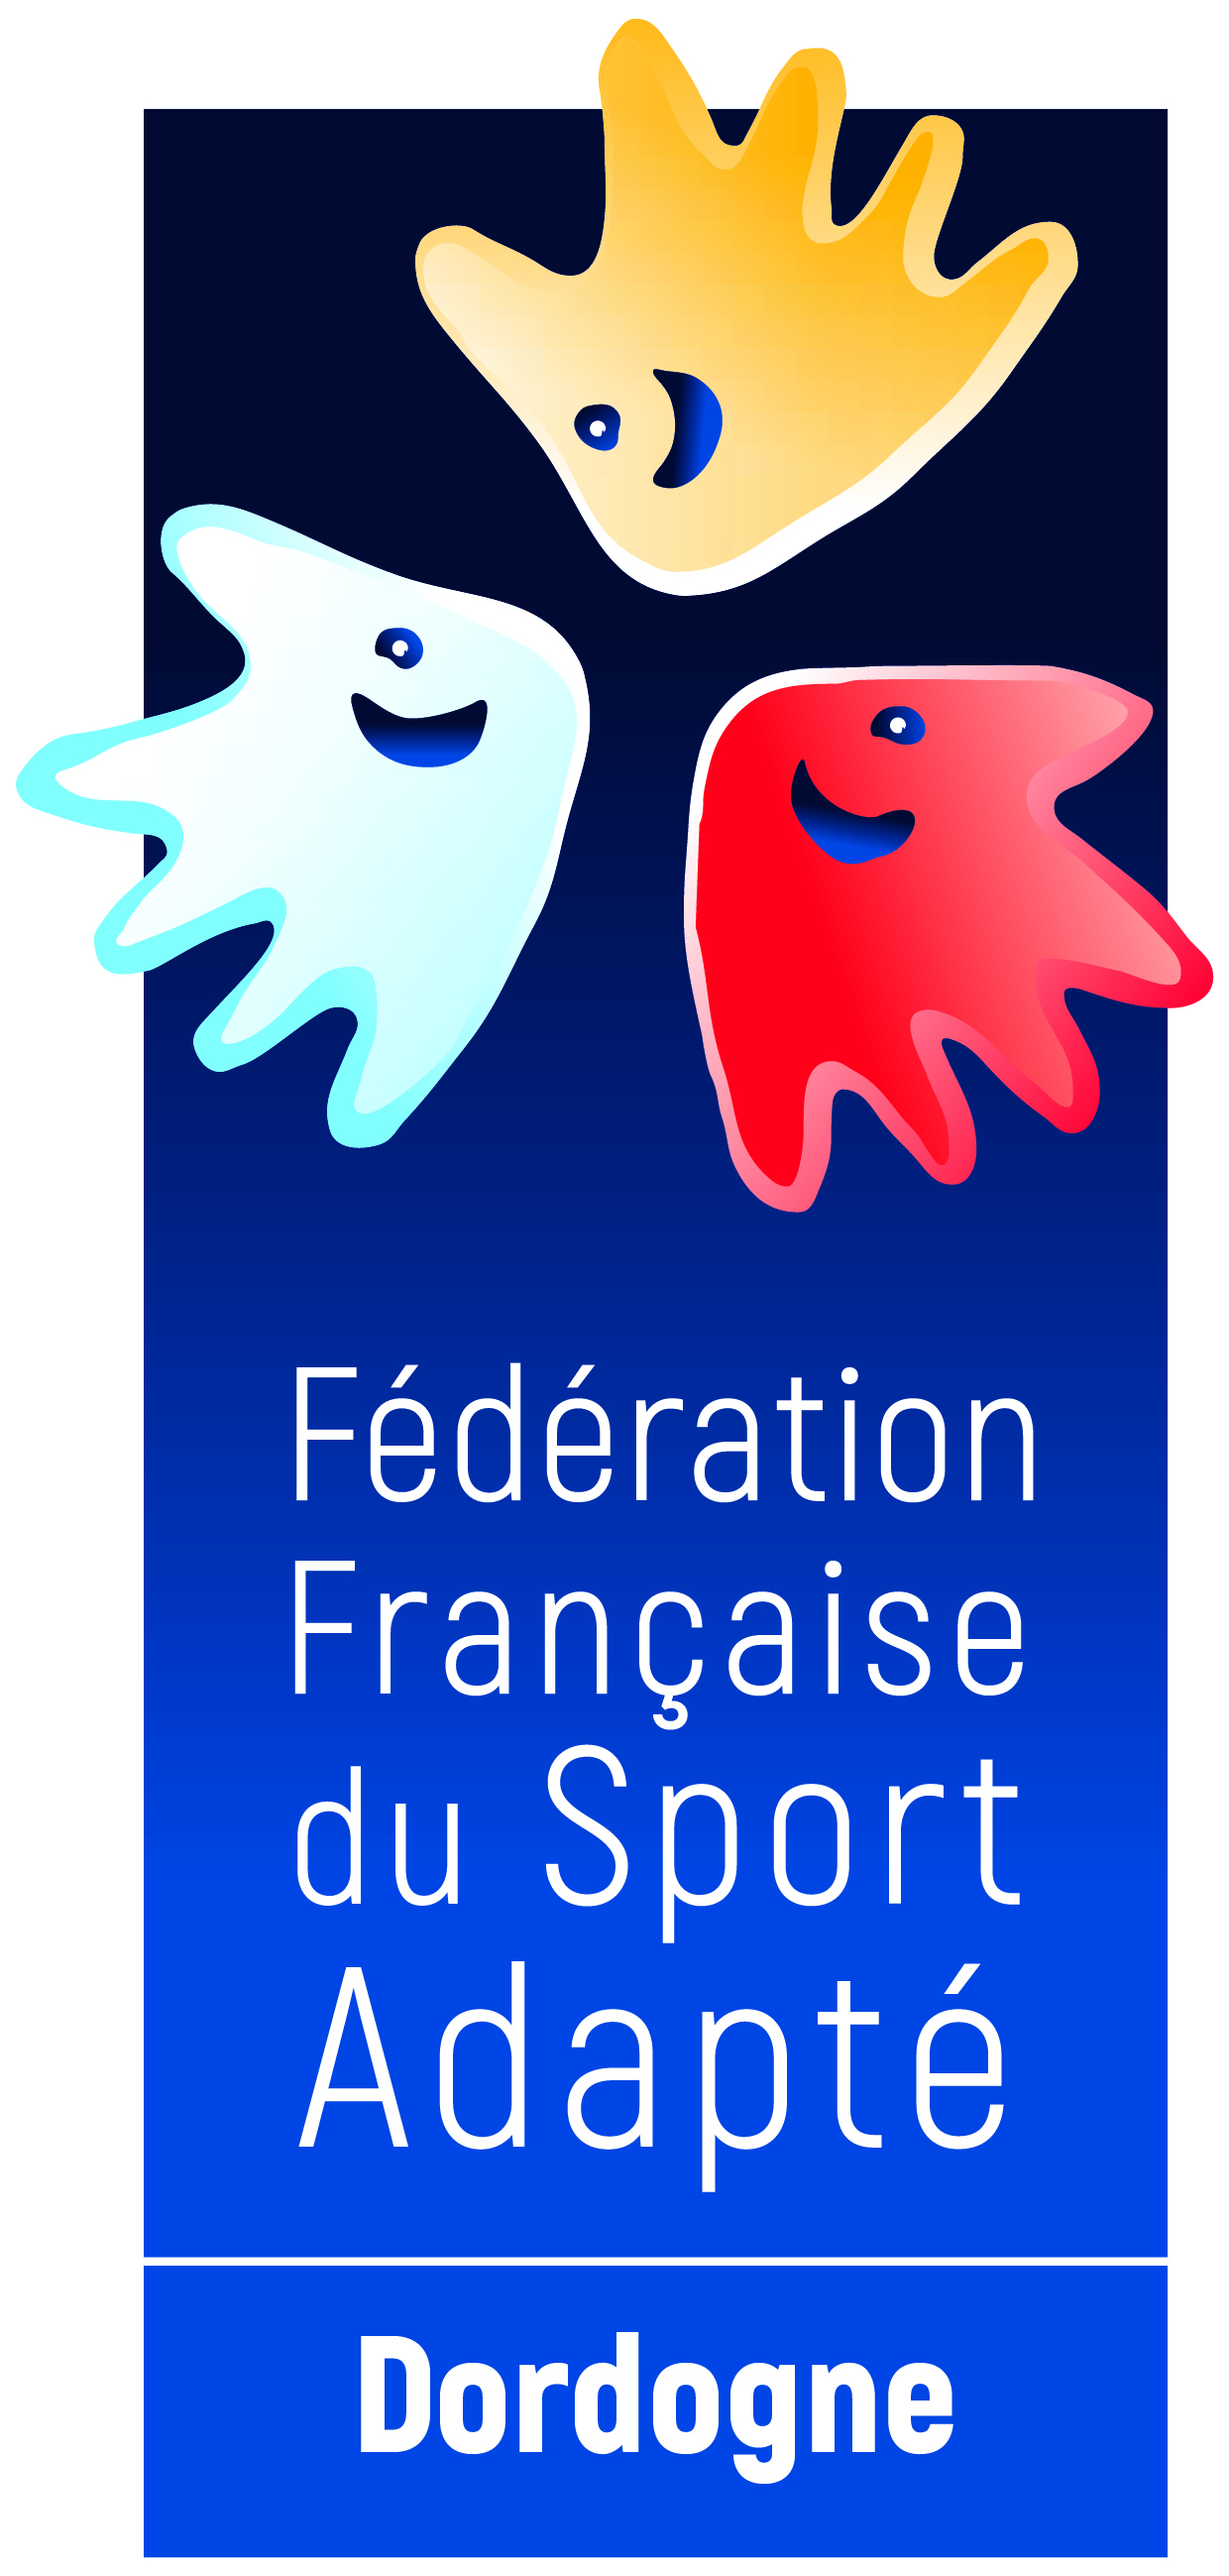 Fédération
Française
du Sport
Adapté
Dordogne